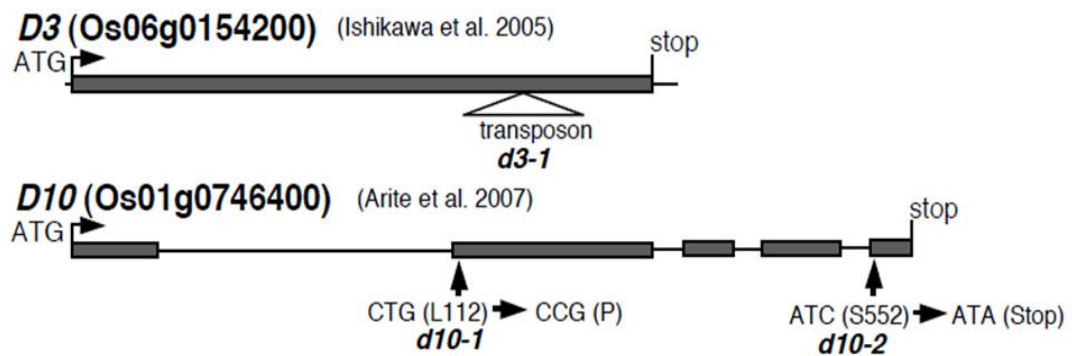 D3 (Os06g0154200) (Ishikawa et al. 2005)
ATG stop
transposon
d3-1
D10 (Os01g0746400) (Arite et al. 2007)
ATG stop
CTG (L112) CCG (P) ATC (S552) ATA (Stop)
d10-1 d10-2